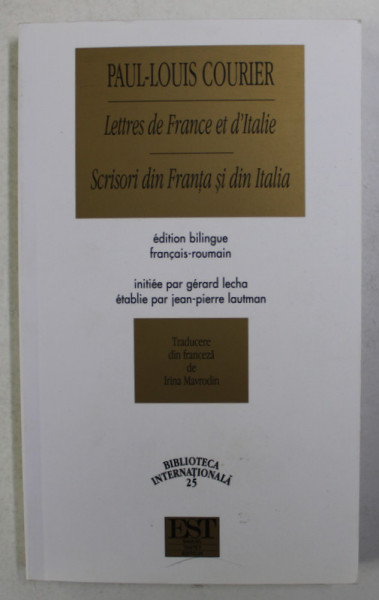 PAUL-LOUIS COURIER
Lettres de France et d'Italie
Scrisori din Franța și din Italia
édition bilingue
français-roumain
initiée par gérard lecha
établie par jean-pierre lautman
Traducere
din franceză
de
Irina Mavrodin
BIBLIOTECA
INTERNAȚIONALĂ
25
EST